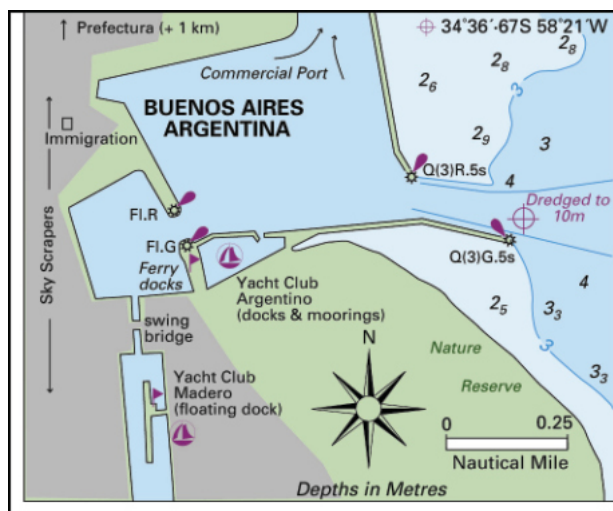 ↑ Prefectura (+ 1 km)
34°36´·67S 58°21´W
Commercial Port
BUENOS AIRES
ARGENTINA
Immigration
Sky Scrapers
2₆
2₈
2₈
2₉
3
3
Q(3)R.5s
4
Dredged to
10m
Fl.R
Fl.G
Ferry
docks
Q(3)G.5s
Yacht Club
Argentino
(docks & moorings)
swing
bridge
2₅
4
3₃
3
3₃
N
Nature
Reserve
Yacht Club
Madero
(floating dock)
0
0.25
Nautical Mile
Depths in Metres